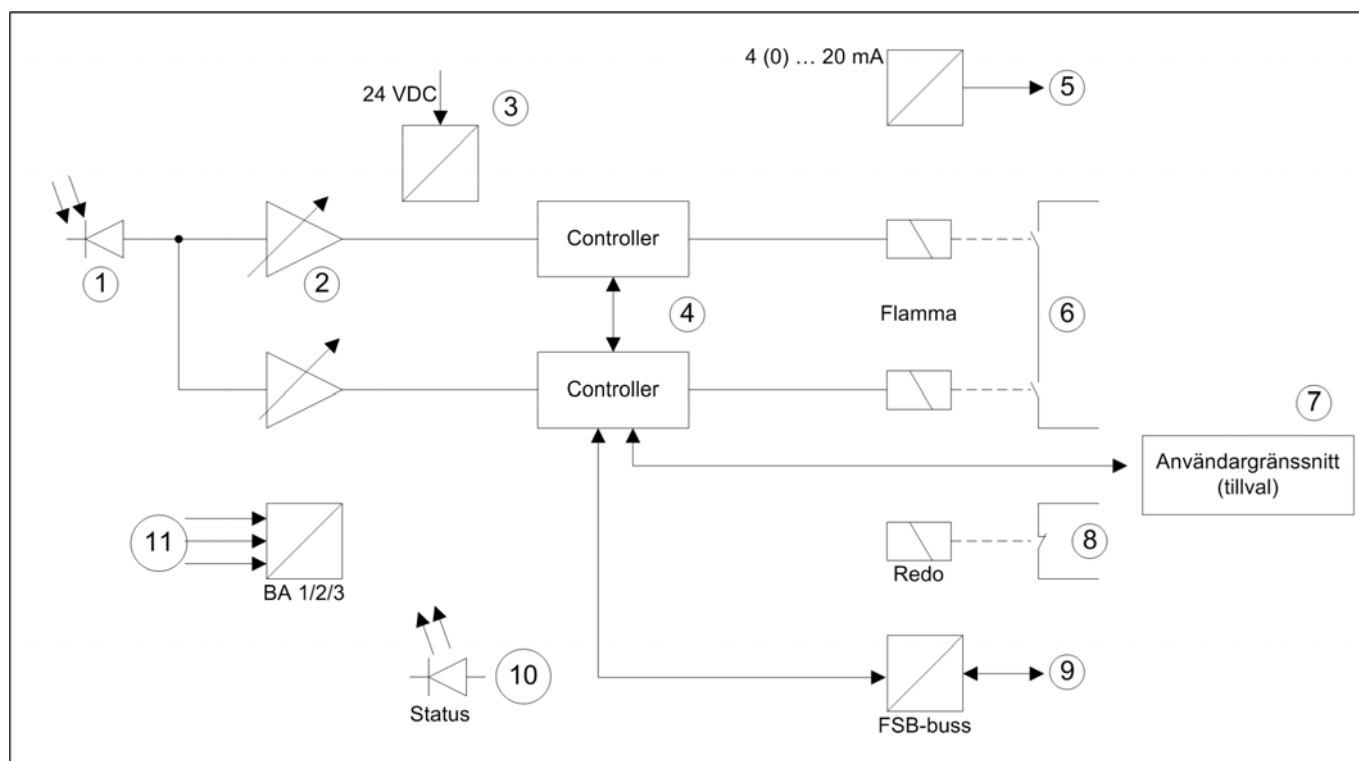 4 (0) ... 20 mA
5
24 VDC
3
Controller
1
2
4
Flamma
6
Controller
7
Användargränssnitt
(tillval)
11
BA 1/2/3
8
Redo
10
Status
9
FSB-buss